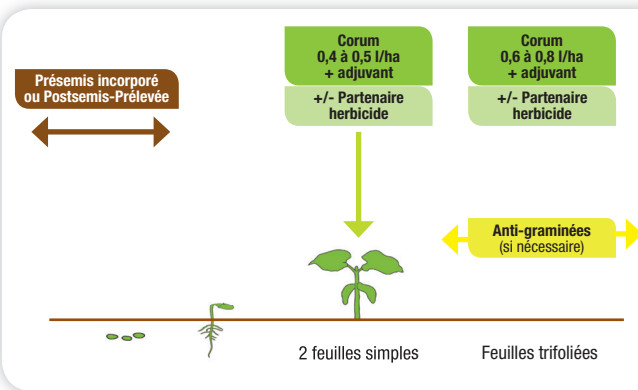 Présemis incorporé
ou Postsemis-Prélevée
Corum
0,4 à 0,5 l/ha
+ adjuvant
+/- Partenaire
herbicide
Corum
0,6 à 0,8 l/ha
+ adjuvant
+/- Partenaire
herbicide
Anti-graminées
(si nécessaire)
2 feuilles simples
Feuilles trifoliées